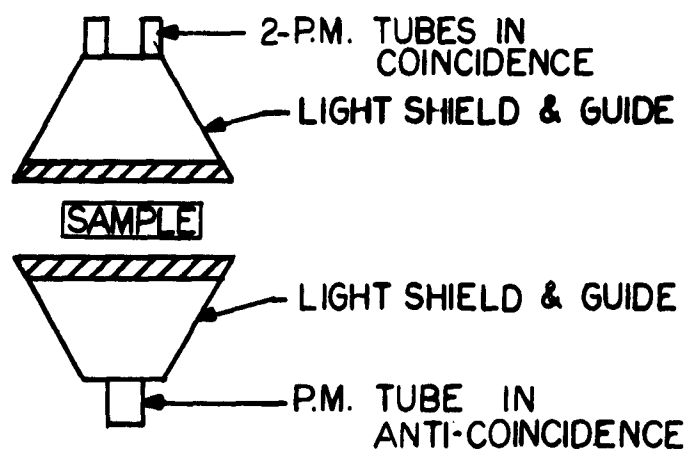 2-P.M. TUBES IN
COINCIDENCE
LIGHT SHIELD & GUIDE
SAMPLE
LIGHT SHIELD & GUIDE
P.M. TUBE IN
ANTI-COINCIDENCE